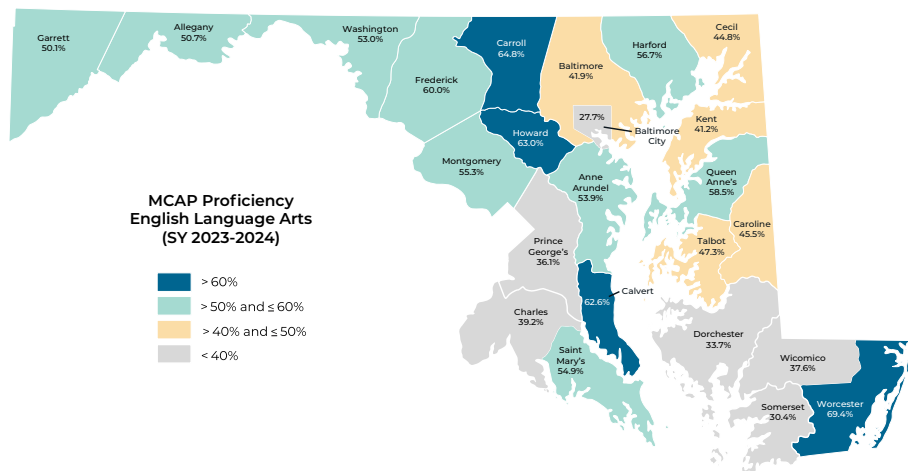 Garrett
50.1%
Allegany
50.7%
Washington
53.0%
Frederick
60.0%
Carroll
64.8%
Baltimore
41.9%
Harford
56.7%
Cecil
44.8%
27.7%
Baltimore
City
Kent
41.2%
Howard
63.0%
Montgomery
55.3%
Anne
Arundel
53.9%
Queen
Anne's
58.5%
MCAP Proficiency
English Language Arts
(SY 2023-2024)
> 60%
> 50% and ≤ 60%
> 40% and ≤ 50%
< 40%
Prince
George's
36.1%
Talbot
47.3%
Caroline
45.5%
Calvert
62.6%
Charles
39.2%
Saint
Mary's
54.9%
Dorchester
33.7%
Wicomico
37.6%
Somerset
30.4%
Worcester
69.4%